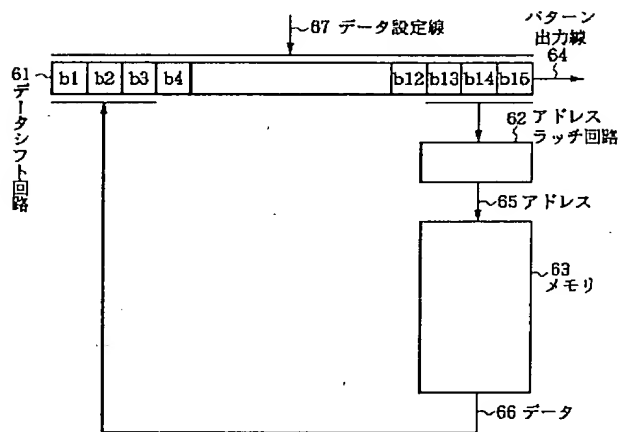 67 データ設定線
パターン
出力線
64
61
データシフト回路
b1 b2 b3 b4 b12 b13 b14 b15
62 アドレス
ラッチ回路
65 アドレス
63
メモリ
66 データ